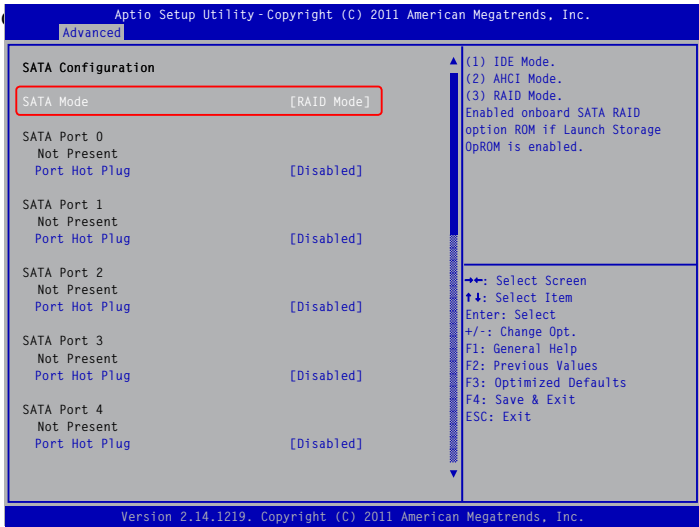 Aptio Setup Utility - Copyright (C) 2011 American Megatrends, Inc.
Advanced
SATA Configuration
SATA Mode [RAID Mode]
SATA Port 0
Not Present
Port Hot Plug [Disabled]
SATA Port 1
Not Present
Port Hot Plug [Disabled]
SATA Port 2
Not Present
Port Hot Plug [Disabled]
SATA Port 3
Not Present
Port Hot Plug [Disabled]
SATA Port 4
Not Present
Port Hot Plug [Disabled]
(1) IDE Mode.
(2) AHCI Mode.
(3) RAID Mode.
Enabled onboard SATA RAID
option ROM if Launch Storage
OpROM is enabled.
→←: Select Screen
↑↓: Select Item
Enter: Select
+/-: Change Opt.
F1: General Help
F2: Previous Values
F3: Optimized Defaults
F4: Save & Exit
ESC: Exit
Version 2.14.1219. Copyright (C) 2011 American Megatrends, Inc.